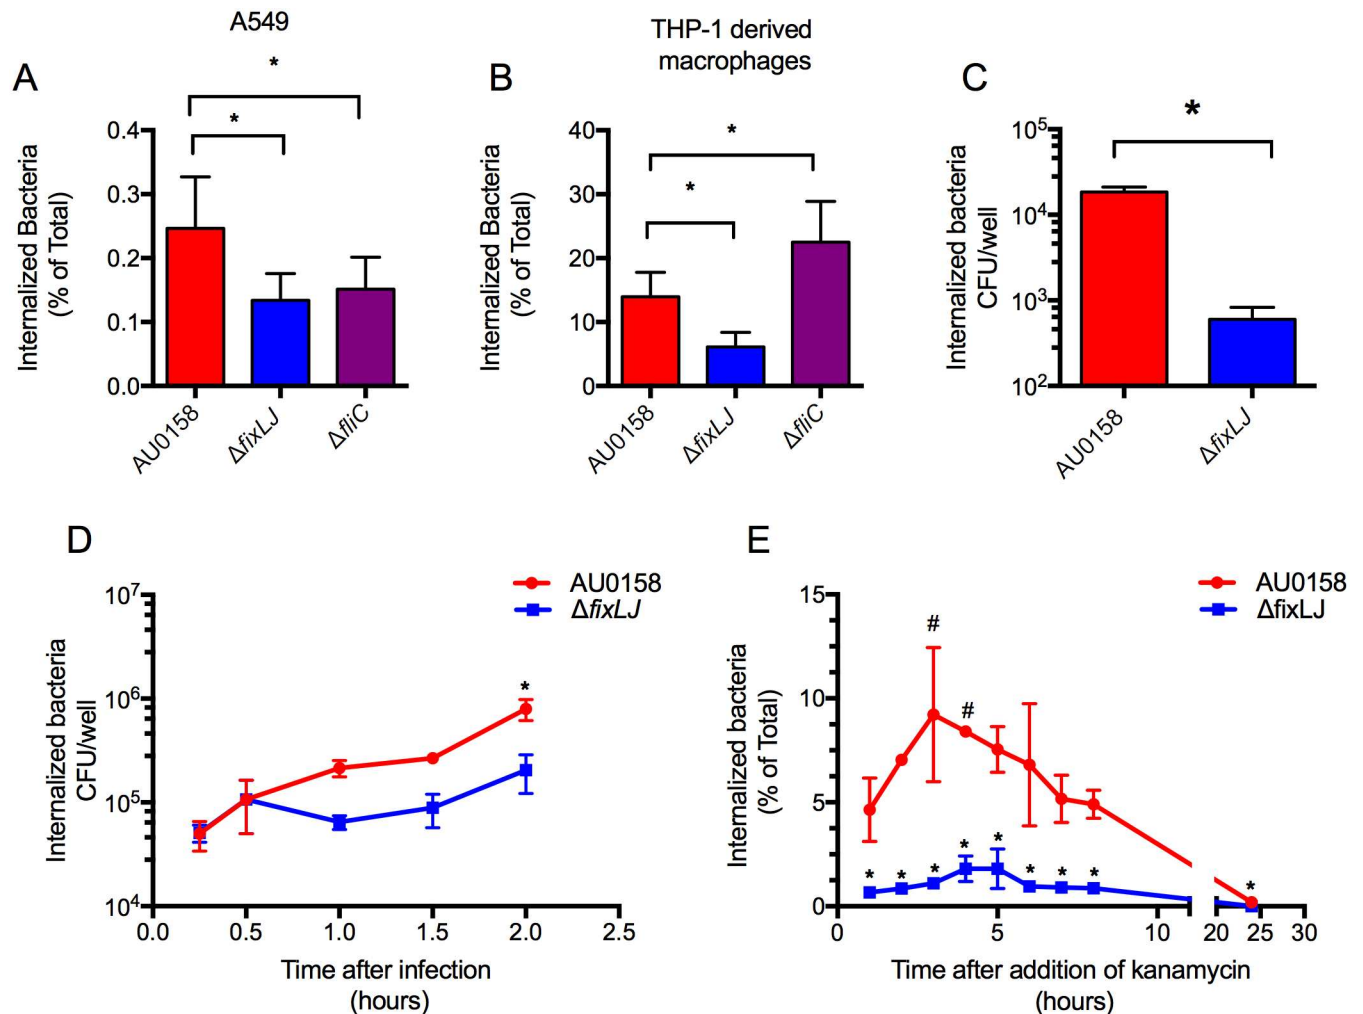 A549
THP-1 derived
macrophages
A
B
C
*
*
*
*
*
Internalized Bacteria
(% of Total)
0.4
0.3
0.2
0.1
0.0
AU0158
ΔfixLJ
ΔfliC
Internalized Bacteria
(% of Total)
40
30
20
10
0
AU0158
ΔfixLJ
ΔfliC
Internalized bacteria
CFU/well
10⁵
10⁴
10³
10²
AU0158
ΔfixLJ
D
AU0158
ΔfixLJ
Internalized bacteria
CFU/well
10⁷
10⁶
10⁵
10⁴
*
0.0 0.5 1.0 1.5 2.0 2.5
Time after infection
(hours)
E
AU0158
ΔfixLJ
Internalized bacteria
(% of Total)
15
10
5
0
# #
* * * * * * * * *
0 5 10 20 25 30
Time after addition of kanamycin
(hours)